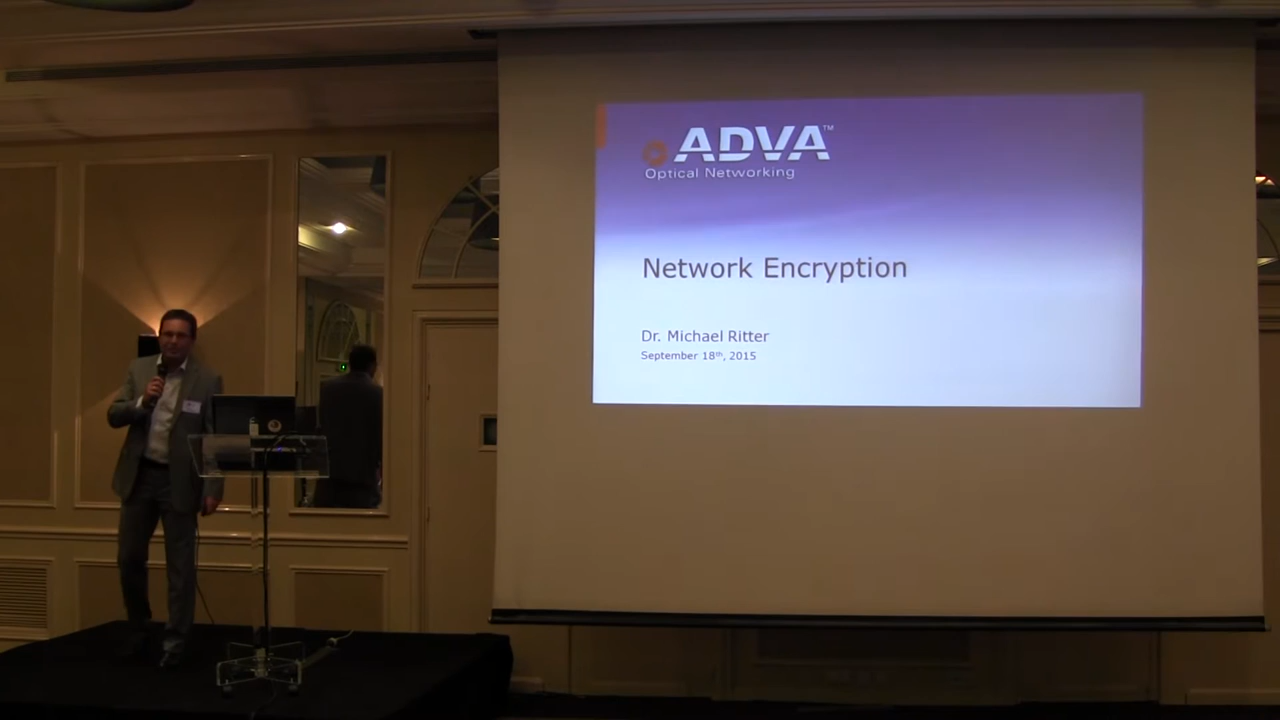 ADVA™
Optical Networking
Network Encryption
Dr. Michael Ritter
September 18th, 2015